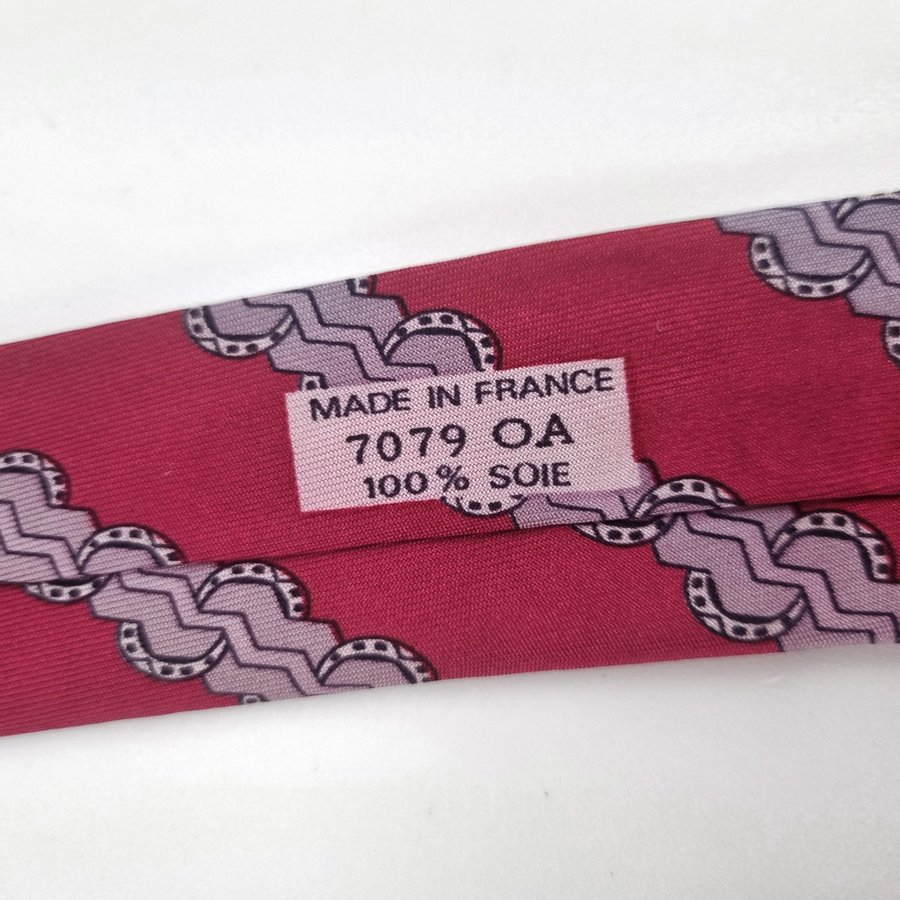 MADE IN FRANCE
7079 OA
100% SOIE